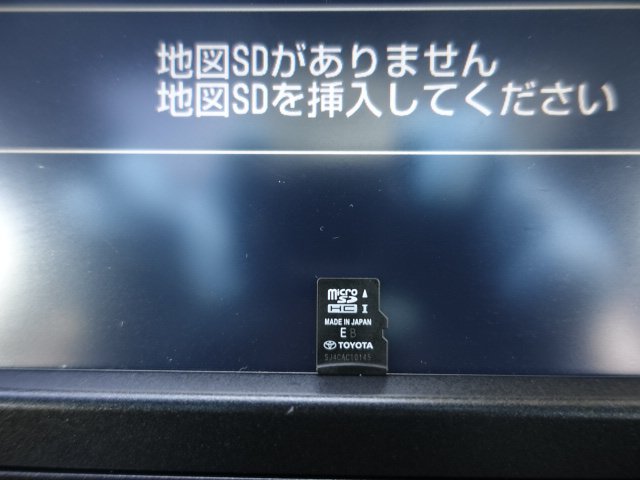 地図SDがありません
地図SDを挿入してください
micro
SD
HC I
MADE IN JAPAN
E B
TOYOTA
SJ4CAC10145